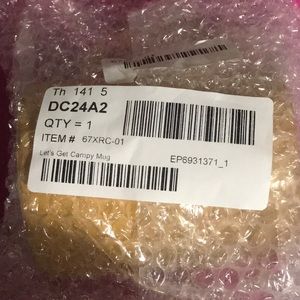 Th 141 5
DC24A2
QTY = 1
ITEM # 67XRC-01
Let's Get Campy Mug
EP6931371_1